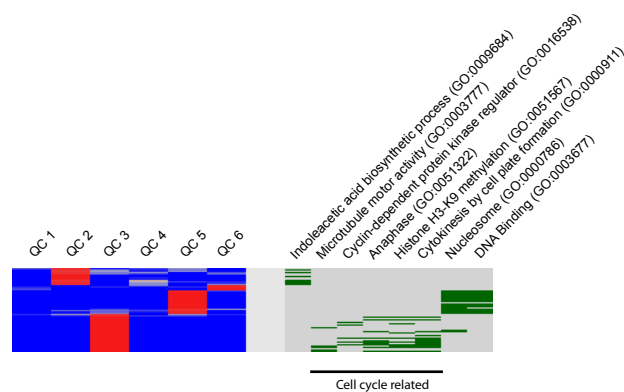 QC 1
QC 2
QC 3
QC 4
QC 5
QC 6
Indoleacetic acid biosynthetic process (GO:0009684)
Microtubule motor activity (GO:0003777)
Cyclin-dependent protein kinase regulator (GO:0016538)
Anaphase (GO:0051322)
Histone H3-K9 methylation (GO:0051567)
Cytokinesis by cell plate formation (GO:0000911)
Nucleosome (GO:0000786)
DNA Binding (GO:0003677)
Cell cycle related